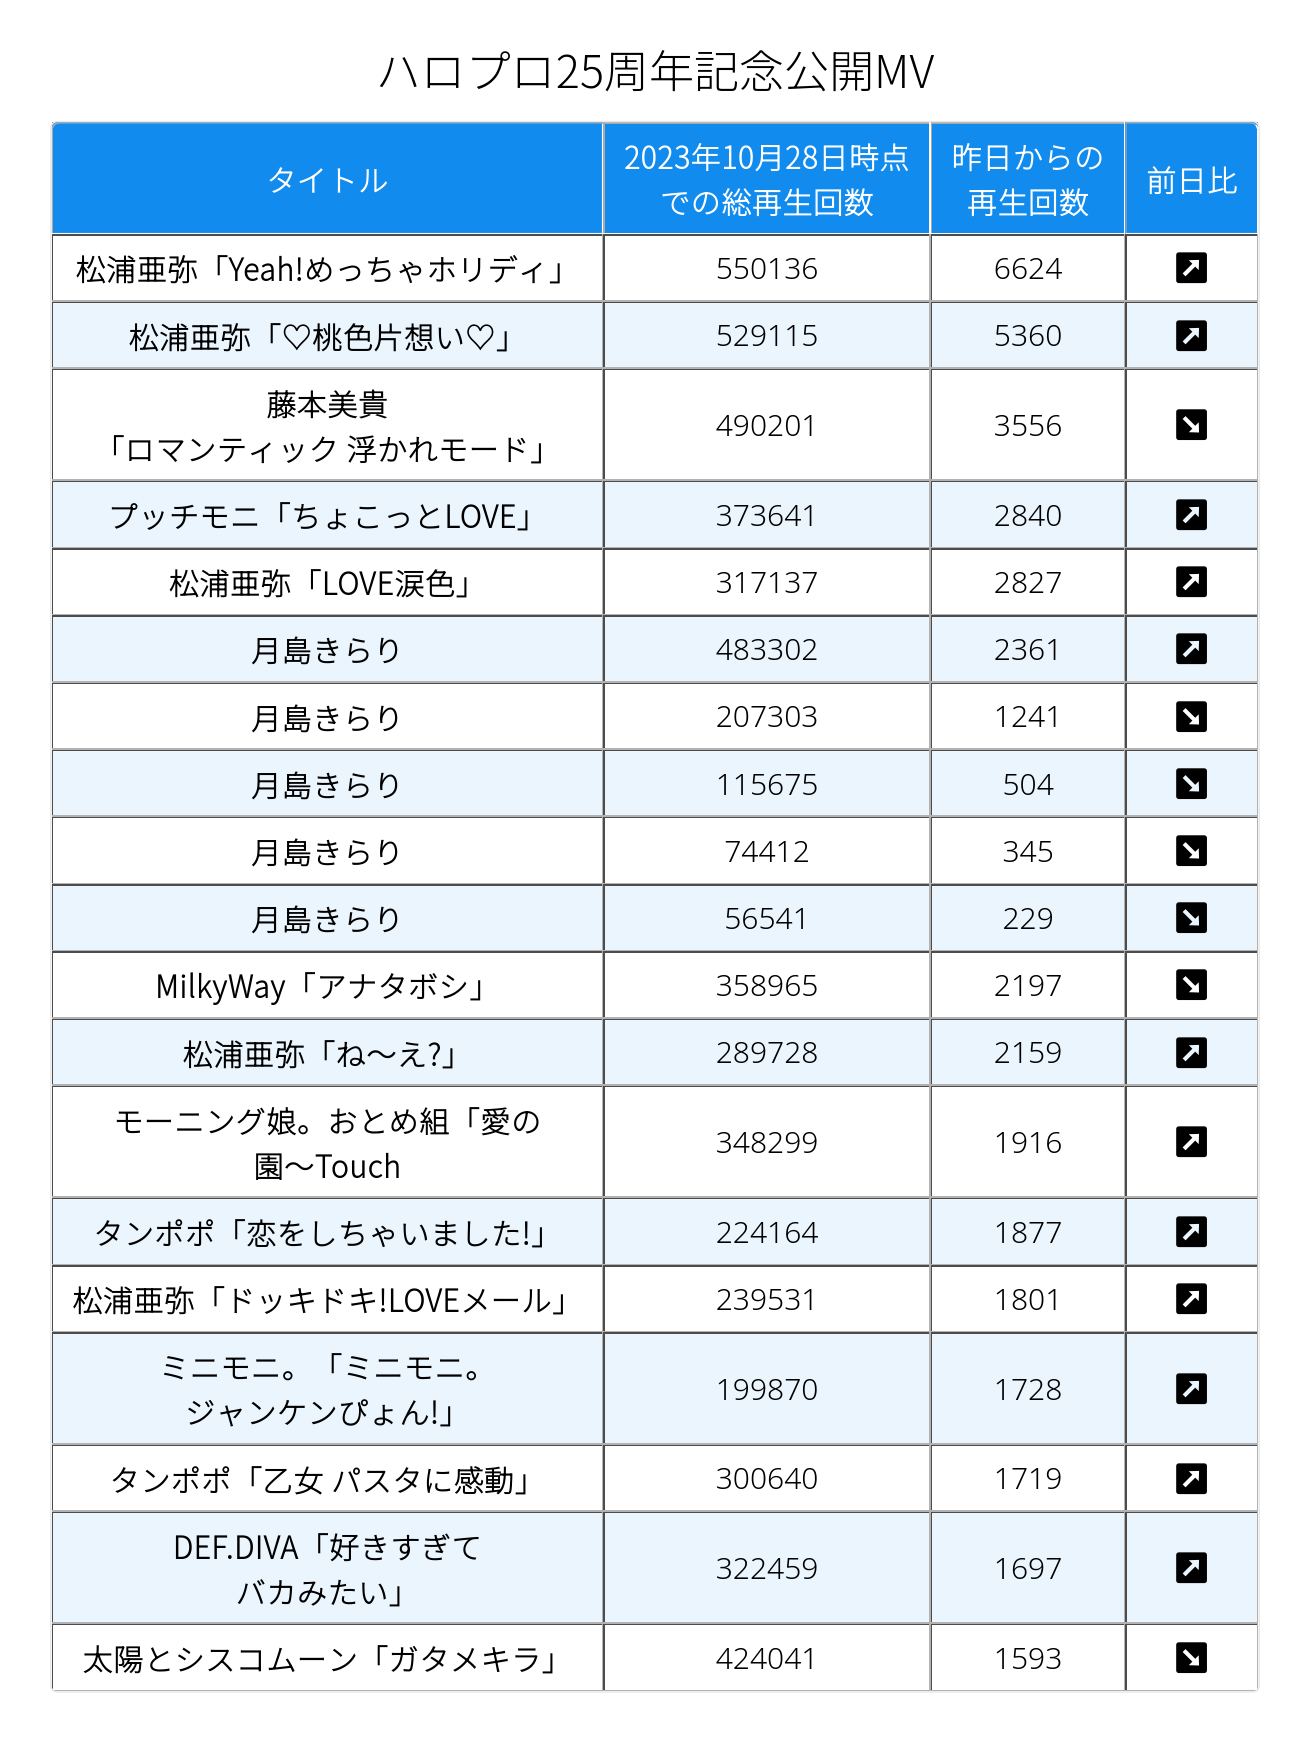 ハロプロ25周年記念公開MV
タイトル
2023年10月28日時点
での総再生回数
昨日からの
再生回数
前日比
松浦亜弥「Yeah!めっちゃホリディ」 550136 6624 ↗
松浦亜弥「♡桃色片想い♡」 529115 5360 ↗
藤本美貴
「ロマンティック 浮かれモード」 490201 3556 ↘
プッチモニ「ちょこっとLOVE」 373641 2840 ↗
松浦亜弥「LOVE涙色」 317137 2827 ↗
月島きらり 483302 2361 ↗
月島きらり 207303 1241 ↘
月島きらり 115675 504 ↘
月島きらり 74412 345 ↘
月島きらり 56541 229 ↘
MilkyWay「アナタボシ」 358965 2197 ↘
松浦亜弥「ね〜え?」 289728 2159 ↗
モーニング娘。おとめ組「愛の
園〜Touch 348299 1916 ↗
タンポポ「恋をしちゃいました!」 224164 1877 ↗
松浦亜弥「ドッキドキ!LOVEメール」 239531 1801 ↗
ミニモニ。「ミニモニ。
ジャンケンぴょん!」 199870 1728 ↗
タンポポ「乙女 パスタに感動」 300640 1719 ↗
DEF.DIVA「好きすぎて
バカみたい」 322459 1697 ↗
太陽とシスコムーン「ガタメキラ」 424041 1593 ↘